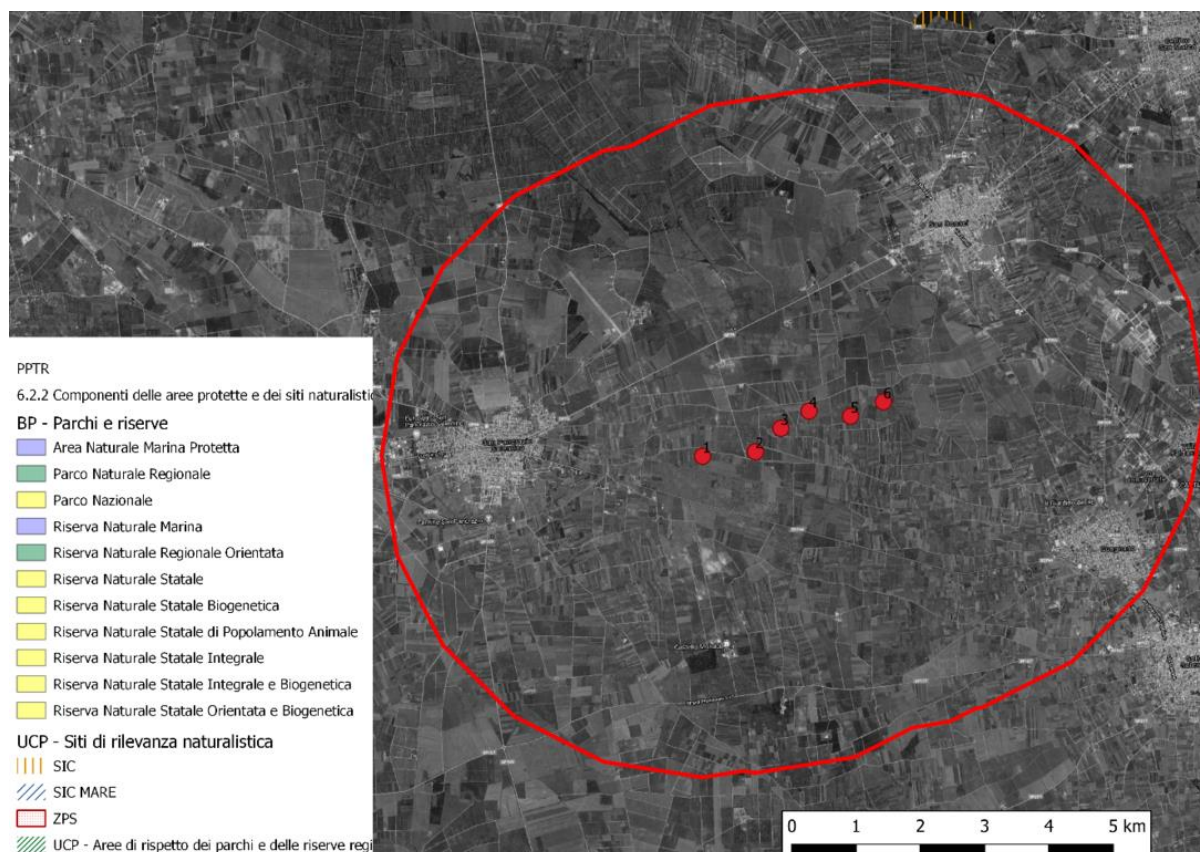 San Donaci
4
6
3
5
1
2
Guagnano
PPTR
6.2.2 Componenti delle aree protette e dei siti naturalistic
BP - Parchi e riserve
Area Naturale Marina Protetta
Parco Naturale Regionale
Parco Nazionale
Riserva Naturale Marina
Riserva Naturale Regionale Orientata
Riserva Naturale Statale
Riserva Naturale Statale Biogenetica
Riserva Naturale Statale di Popolamento Animale
Riserva Naturale Statale Integrale
Riserva Naturale Statale Integrale e Biogenetica
Riserva Naturale Statale Orientata e Biogenetica
UCP - Siti di rilevanza naturalistica
SIC
SIC MARE
ZPS
UCP - Aree di rispetto dei parchi e delle riserve regi
0 1 2 3 4 5 km